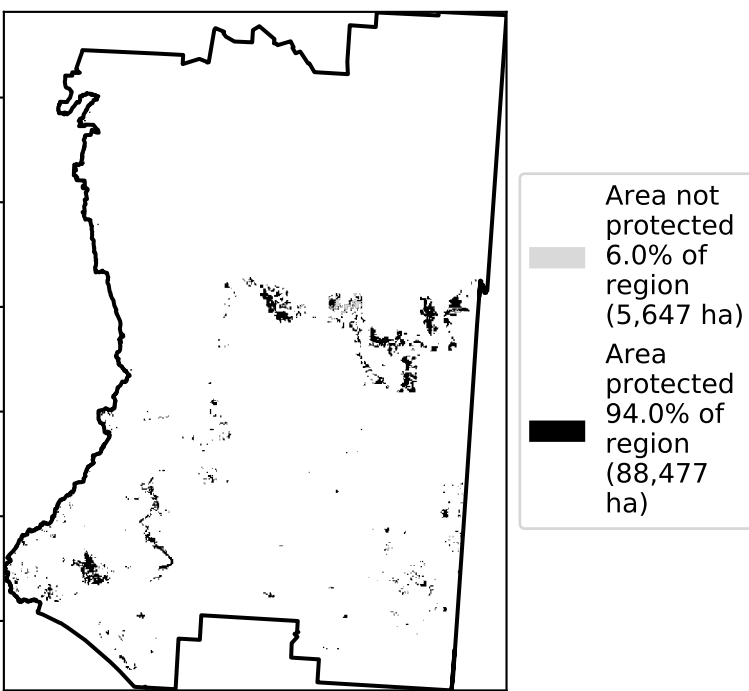 Area not
protected
6.0% of
region
(5,647 ha)
Area
protected
94.0% of
region
(88,477
ha)